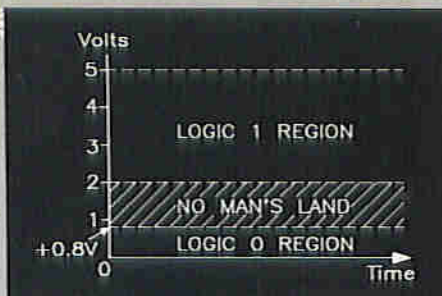 Volts
5
4
LOGIC 1 REGION
3
2
NO MAN'S LAND
1
+0.8V
LOGIC 0 REGION
0
Time